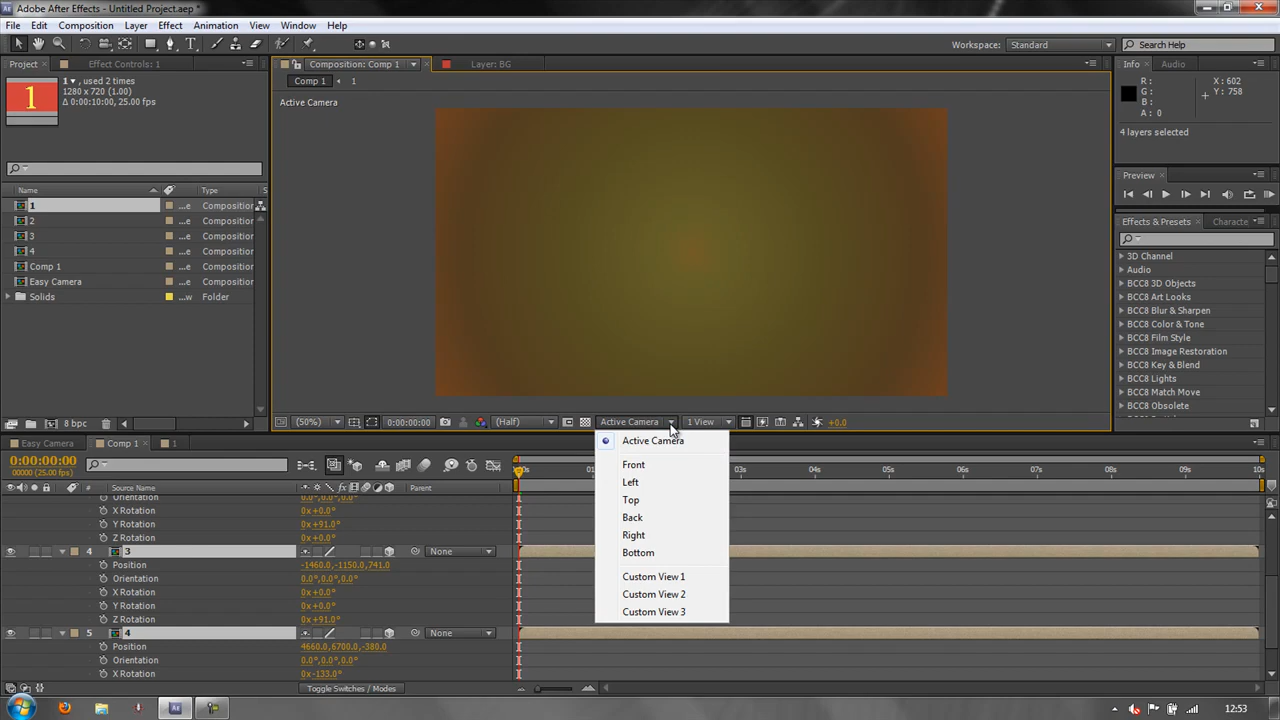 Adobe After Effects - Untitled Project.aep *
File Edit Composition Layer Effect Animation View Window Help
Workspace: Standard Search Help
Project Effect Controls: 1 Composition: Comp 1 Layer: BG Info Audio
Comp 1 1
Active Camera
1
1 ▾, used 2 times
1280 x 720 (1.00)
Δ 0:00:10:00, 25.00 fps
R :
G :
B :
A : 0
X : 602
Y : 758
4 layers selected
Preview
Effects & Presets Characte
Name Type S
1 ...e Composition
2 ...e Composition
3 ...e Composition
4 ...e Composition
Comp 1 ...e Composition
Easy Camera ...e Composition
Solids ...w Folder
3D Channel
Audio
BCC8 3D Objects
BCC8 Art Looks
BCC8 Blur & Sharpen
BCC8 Color & Tone
BCC8 Film Style
BCC8 Image Restoration
BCC8 Key & Blend
BCC8 Lights
BCC8 Match Move
BCC8 Obsolete
8 bpc
(50%) 0:00:00:00 (Half) Active Camera 1 View +0.0
Active Camera
Front
Left
Top
Back
Right
Bottom
Custom View 1
Custom View 2
Custom View 3
Easy Camera Comp 1 1
0:00:00:00
00000 (25.00 fps)
# Source Name Parent
03s 04s 05s 06s 07s 08s 09s 10s
Orientation 0.0°,0.0°,0.0°
X Rotation 0x+0.0°
Y Rotation 0x+91.0°
Z Rotation 0x+0.0°
4 3 None
Position -1460.0,-1150.0,741.0
Orientation 0.0°,0.0°,0.0°
X Rotation 0x+0.0°
Y Rotation 0x+0.0°
Z Rotation 0x+91.0°
5 4 None
Position 4660.0,6700.0,-380.0
Orientation 0.0°,0.0°,0.0°
X Rotation 0x-133.0°
Toggle Switches / Modes
12:53